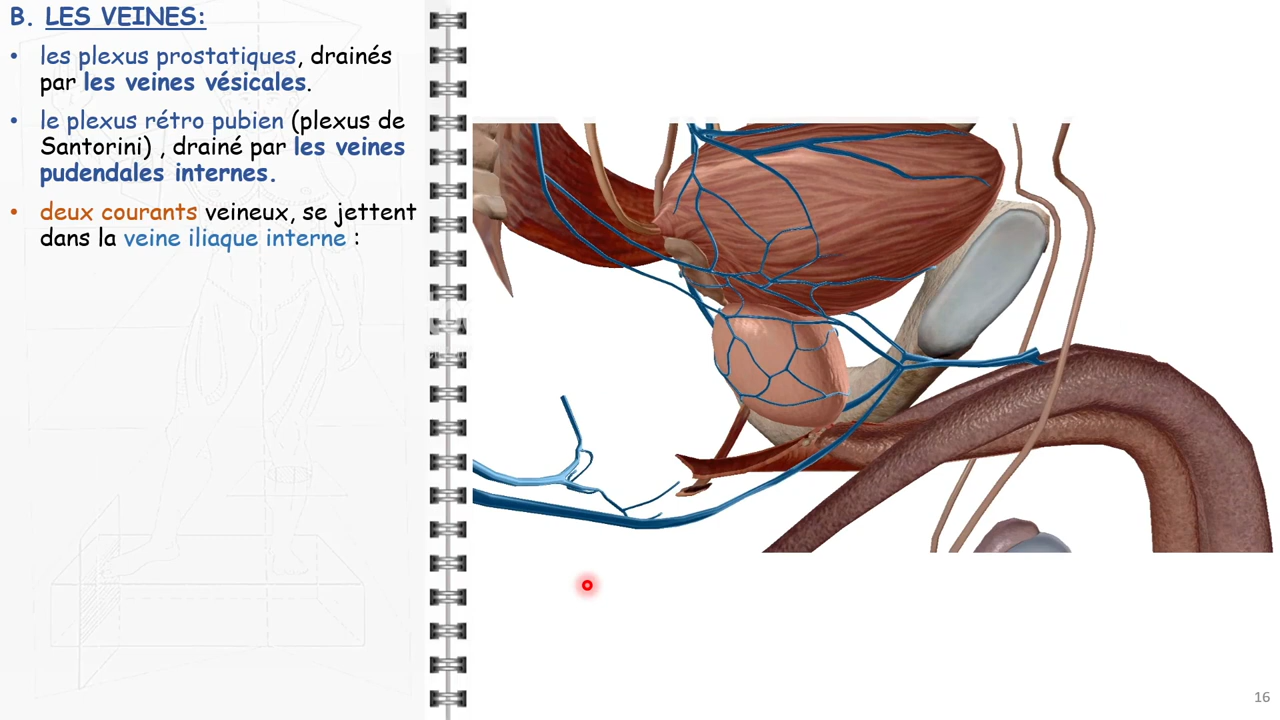 B. LES VEINES:
• les plexus prostatiques, drainés
par les veines vésicales.
• le plexus rétro pubien (plexus de
Santorini) , drainé par les veines
pudendales internes.
• deux courants veineux, se jettent
dans la veine iliaque interne :
16